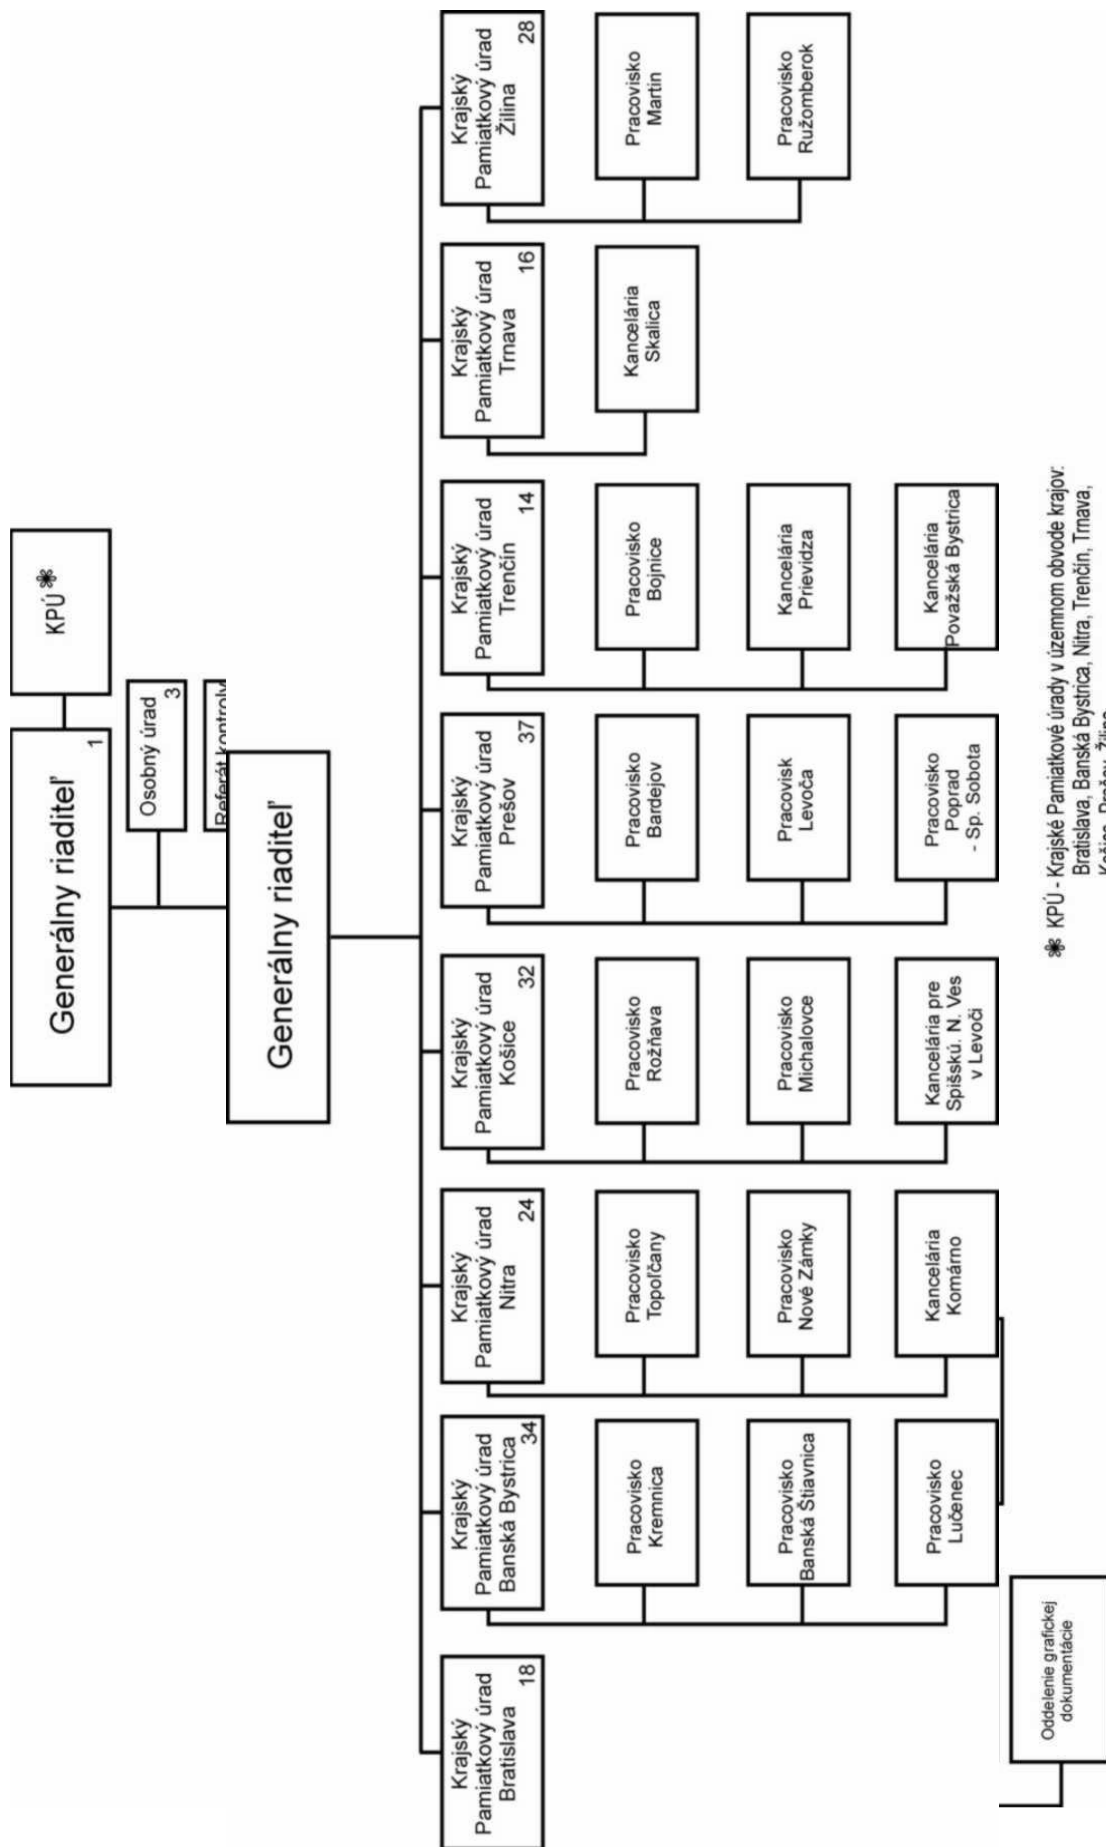 Generálny riaditeľ
1
KPÚ
Osobný úrad
3
Referát kontroly
Generálny riaditeľ
Krajský
Pamiatkový úrad
Bratislava
18
Krajský
Pamiatkový úrad
Banská Bystrica
34
Pracovisko
Kremnica
Pracovisko
Banská Štiavnica
Pracovisko
Lučenec
Krajský
Pamiatkový úrad
Nitra
24
Pracovisko
Topoľčany
Pracovisko
Nové Zámky
Kancelária
Komárno
Krajský
Pamiatkový úrad
Košice
32
Pracovisko
Rožňava
Pracovisko
Michalovce
Kancelária pre
Spišskú. N. Ves
v Levoči
Krajský
Pamiatkový úrad
Prešov
37
Pracovisko
Bardejov
Pracovisk
Levoča
Pracovisko
Poprad
- Sp. Sobota
Krajský
Pamiatkový úrad
Trenčín
14
Pracovisko
Bojnice
Kancelária
Prievidza
Kancelária
Považská Bystrica
Krajský
Pamiatkový úrad
Trnava
16
Kancelária
Skalica
Krajský
Pamiatkový úrad
Žilina
28
Pracovisko
Martin
Pracovisko
Ružomberok
Oddelenie grafickej
dokumentácie
KPÚ - Krajské Pamiatkové úrady v územnom obvode krajov:
Bratislava, Banská Bystrica, Nitra, Trenčín, Trnava,
Košice, Prešov, Žilina